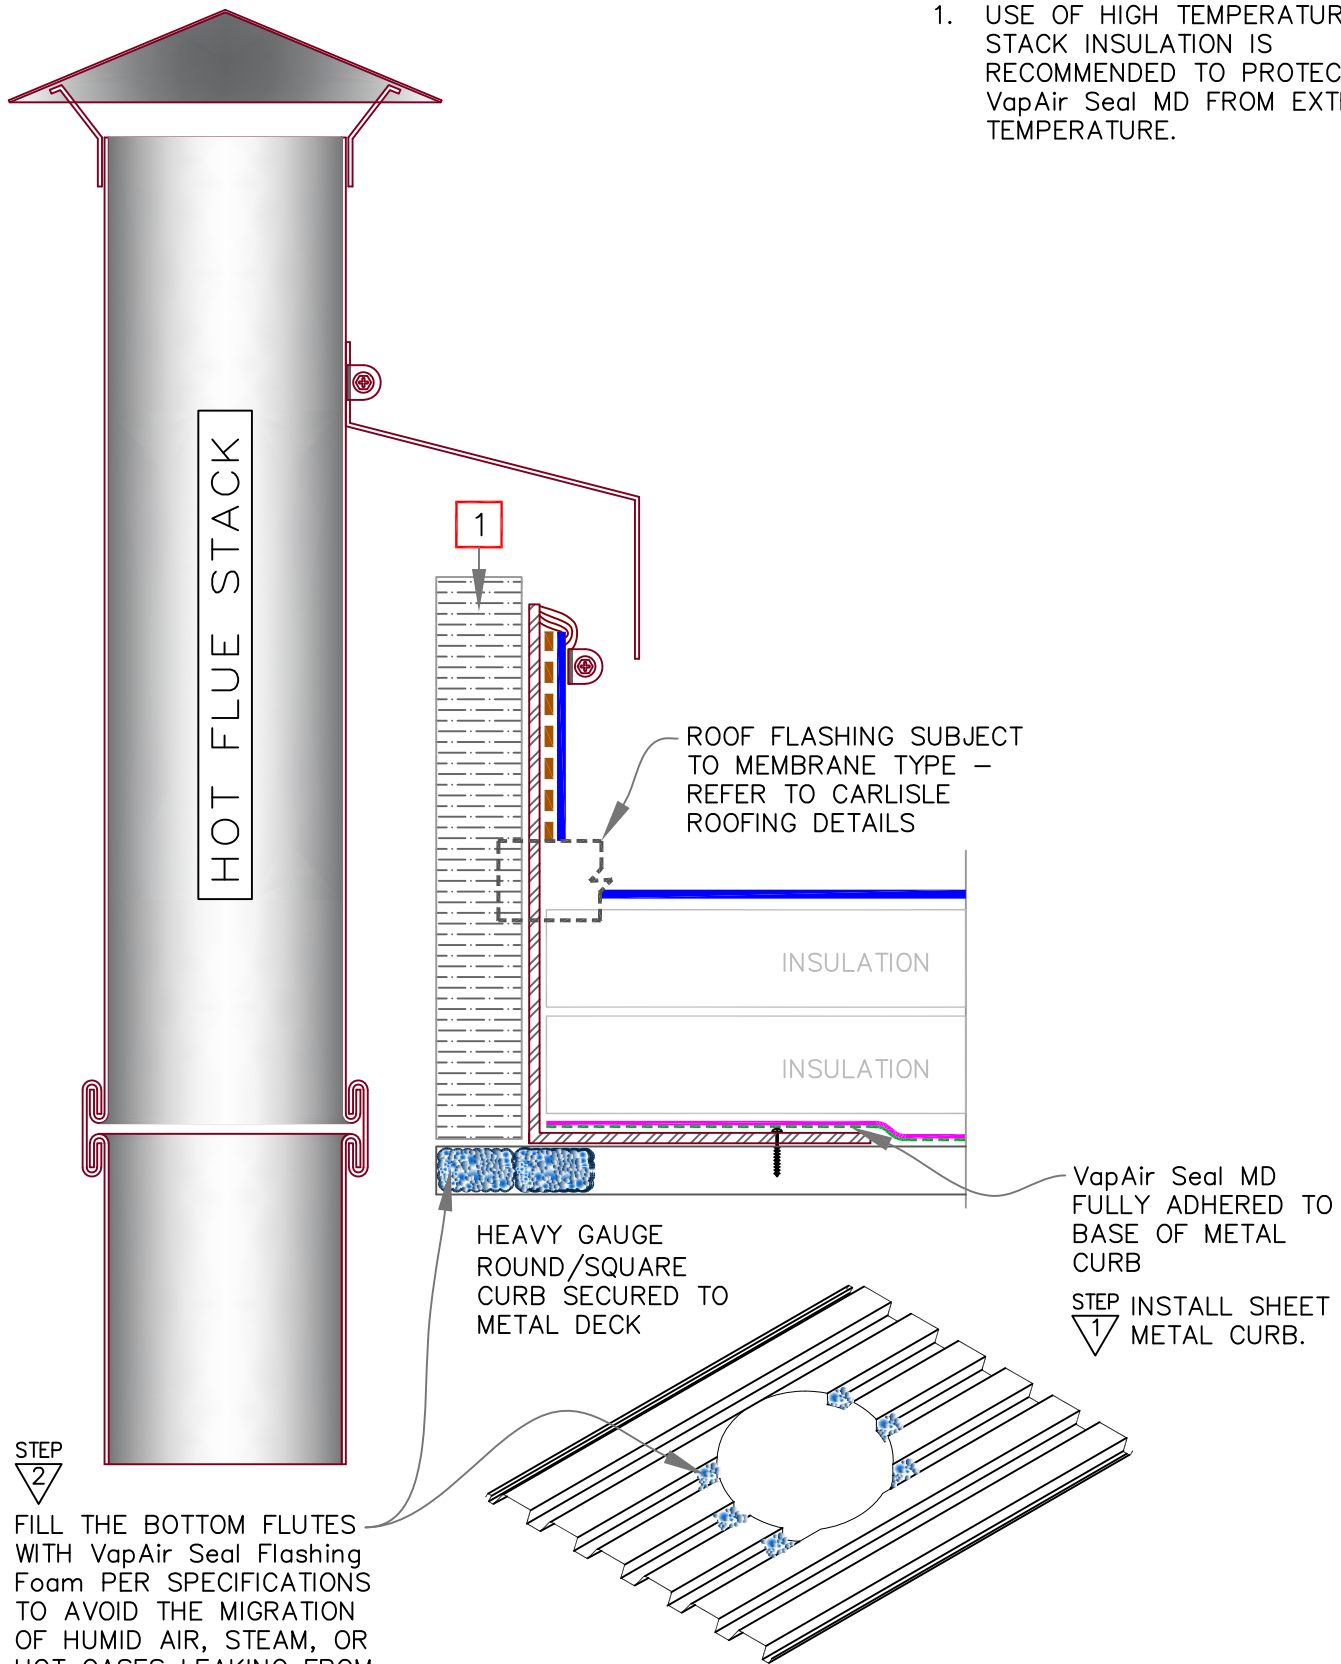 1. USE OF HIGH TEMPERATUR
STACK INSULATION IS
RECOMMENDED TO PROTEC
VapAir Seal MD FROM EXT
TEMPERATURE.
HOT FLUE STACK
1
ROOF FLASHING SUBJECT
TO MEMBRANE TYPE –
REFER TO CARLISLE
ROOFING DETAILS
INSULATION
INSULATION
VapAir Seal MD
FULLY ADHERED TO
BASE OF METAL
CURB
HEAVY GAUGE
ROUND/SQUARE
CURB SECURED TO
METAL DECK
STEP
1
INSTALL SHEET
METAL CURB.
STEP
2
FILL THE BOTTOM FLUTES
WITH VapAir Seal Flashing
Foam PER SPECIFICATIONS
TO AVOID THE MIGRATION
OF HUMID AIR, STEAM, OR
HOT GASES LEAKING FROM